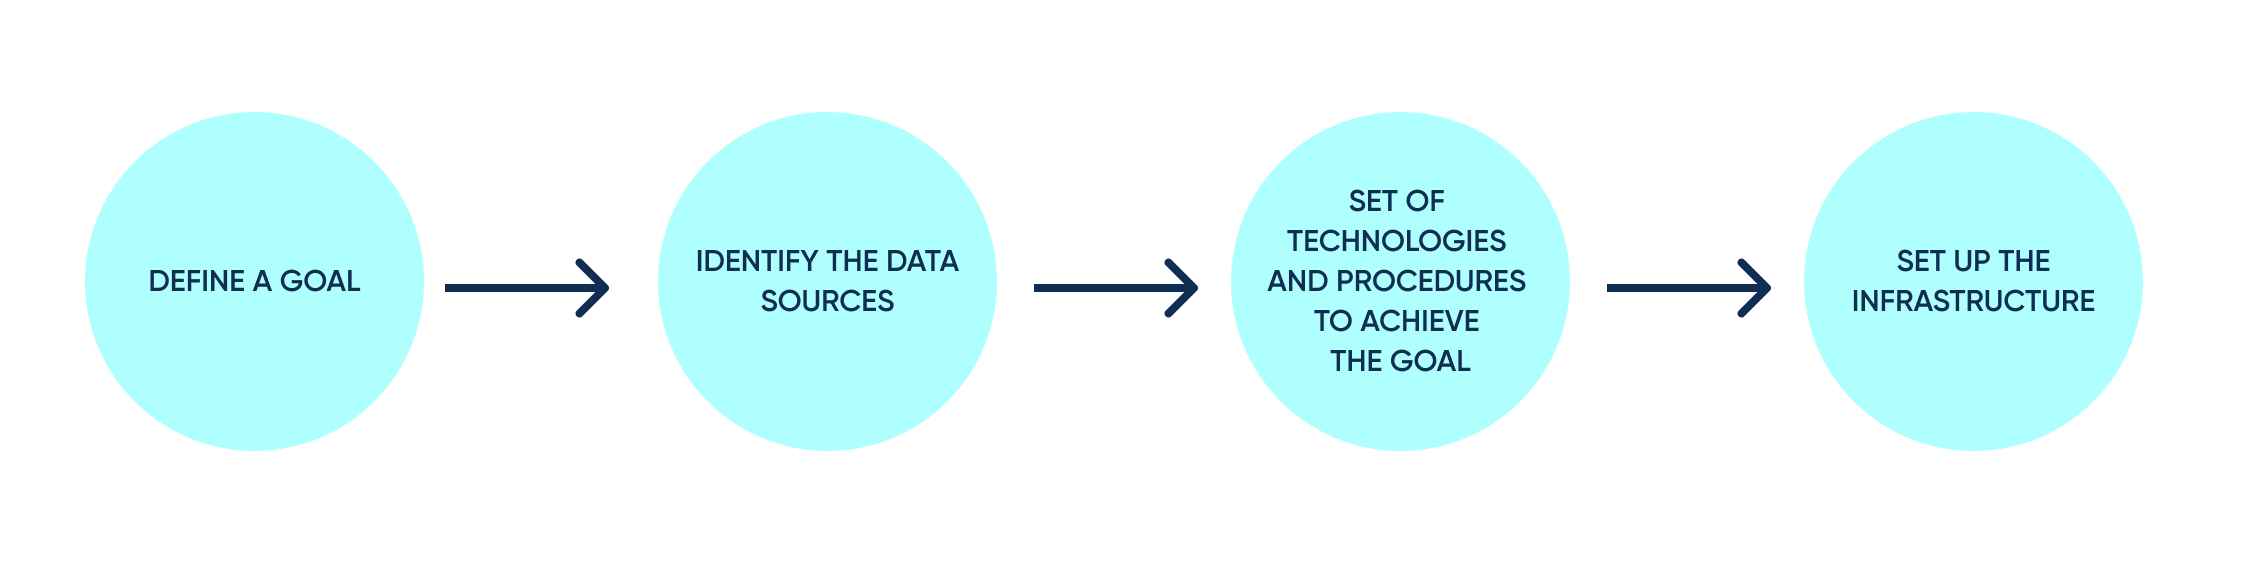 DEFINE A GOAL
IDENTIFY THE DATA
SOURCES
SET OF
TECHNOLOGIES
AND PROCEDURES
TO ACHIEVE
THE GOAL
SET UP THE
INFRASTRUCTURE